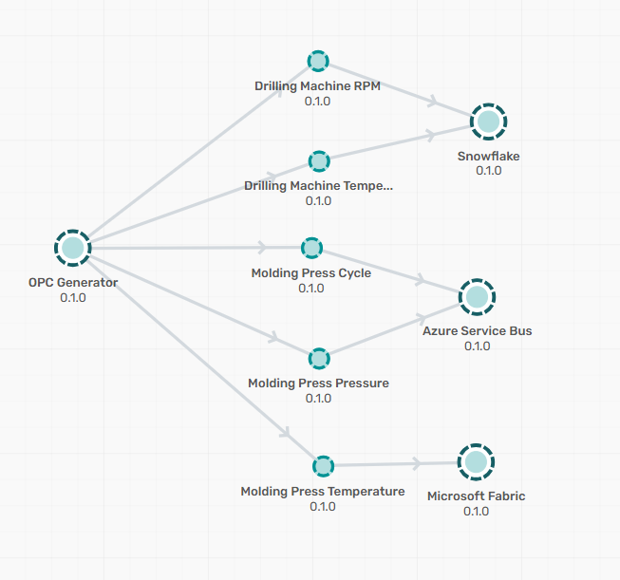 Drilling Machine RPM
0.1.0
Snowflake
0.1.0
Drilling Machine Tempe...
0.1.0
OPC Generator
0.1.0
Molding Press Cycle
0.1.0
Azure Service Bus
0.1.0
Molding Press Pressure
0.1.0
Molding Press Temperature
0.1.0
Microsoft Fabric
0.1.0